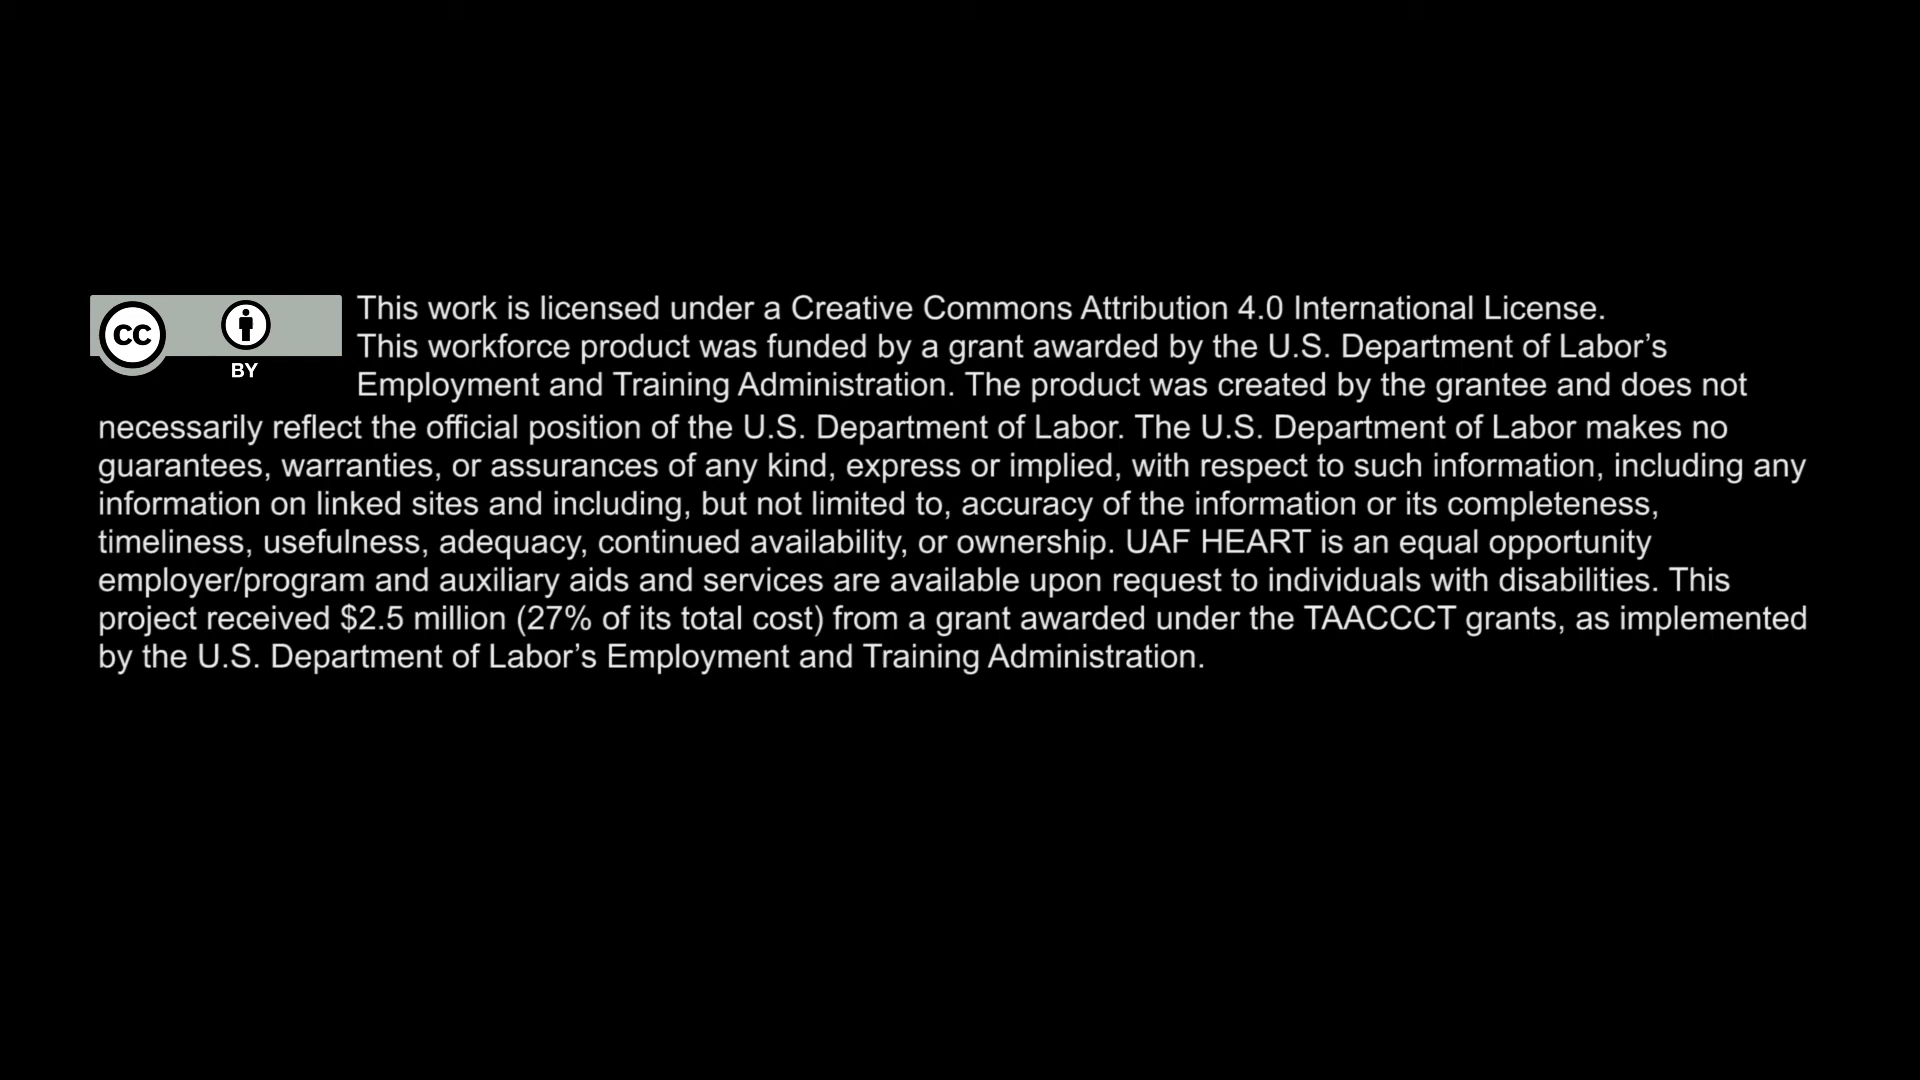 CC
BY
This work is licensed under a Creative Commons Attribution 4.0 International License.
This workforce product was funded by a grant awarded by the U.S. Department of Labor’s
Employment and Training Administration. The product was created by the grantee and does not
necessarily reflect the official position of the U.S. Department of Labor. The U.S. Department of Labor makes no
guarantees, warranties, or assurances of any kind, express or implied, with respect to such information, including any
information on linked sites and including, but not limited to, accuracy of the information or its completeness,
timeliness, usefulness, adequacy, continued availability, or ownership. UAF HEART is an equal opportunity
employer/program and auxiliary aids and services are available upon request to individuals with disabilities. This
project received $2.5 million (27% of its total cost) from a grant awarded under the TAACCCT grants, as implemented
by the U.S. Department of Labor’s Employment and Training Administration.